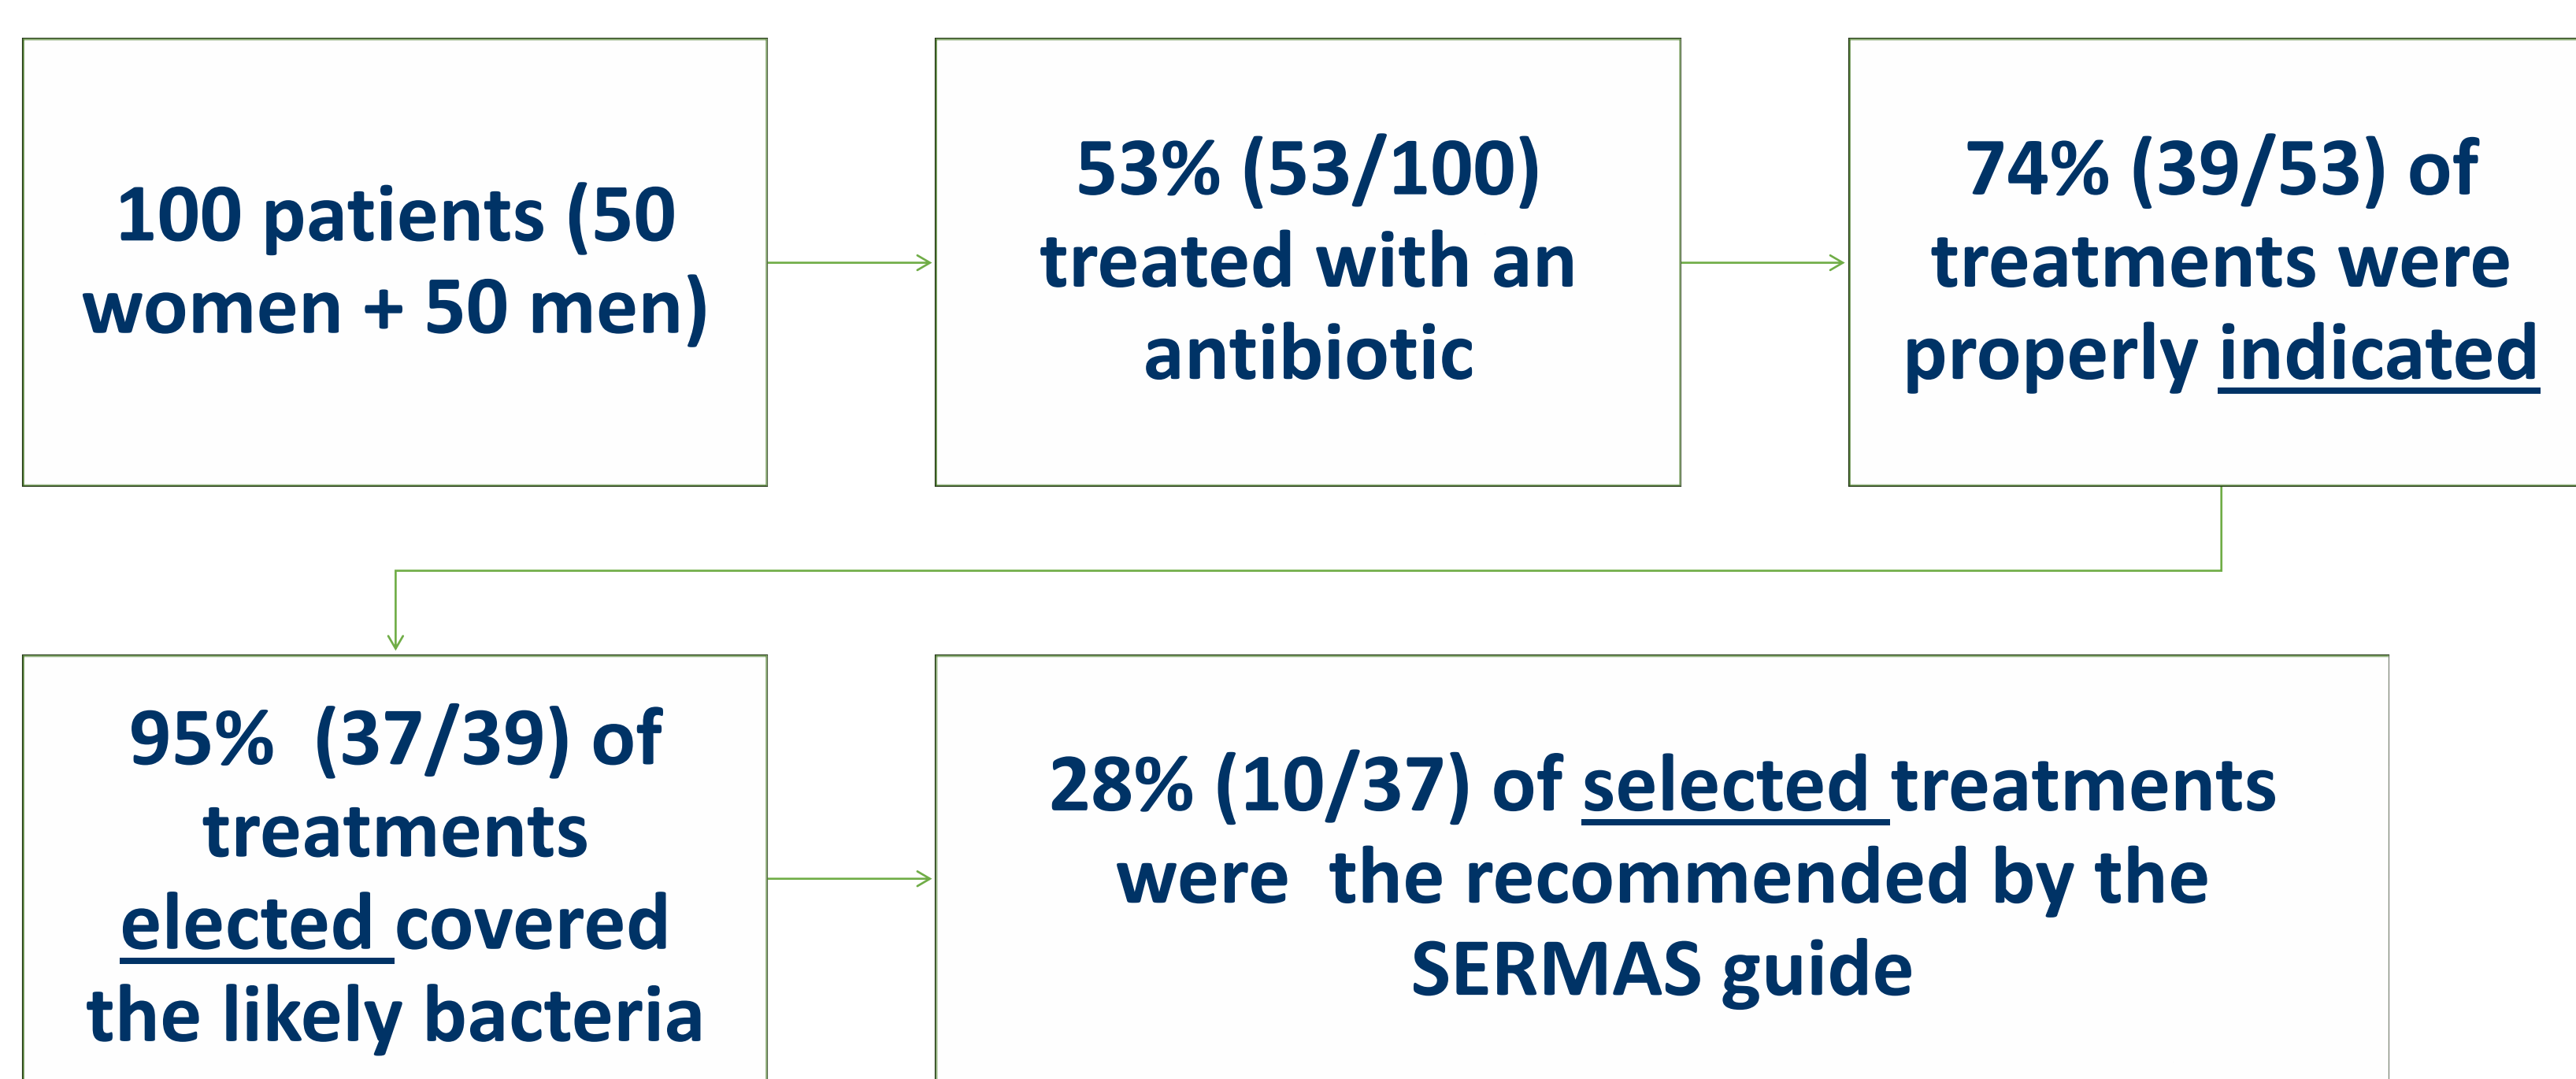 100 patients (50
women + 50 men)
53% (53/100)
treated with an
antibiotic
74% (39/53) of
treatments were
properly indicated
95%  (37/39) of
treatments
elected covered
the likely bacteria
28% (10/37) of selected treatments
were  the recommended by the
SERMAS guide